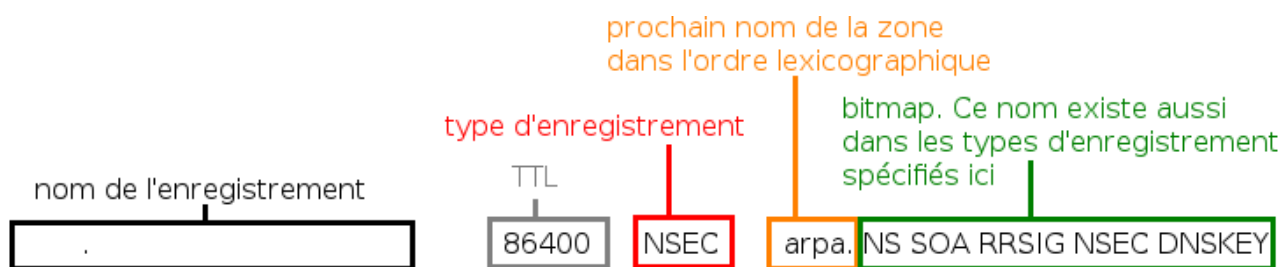 prochain nom de la zone
dans l'ordre lexicographique
bitmap. Ce nom existe aussi
dans les types d'enregistrement
spécifiés ici
type d'enregistrement
TTL
nom de l'enregistrement
. 86400 NSEC arpa. NS SOA RRSIG NSEC DNSKEY